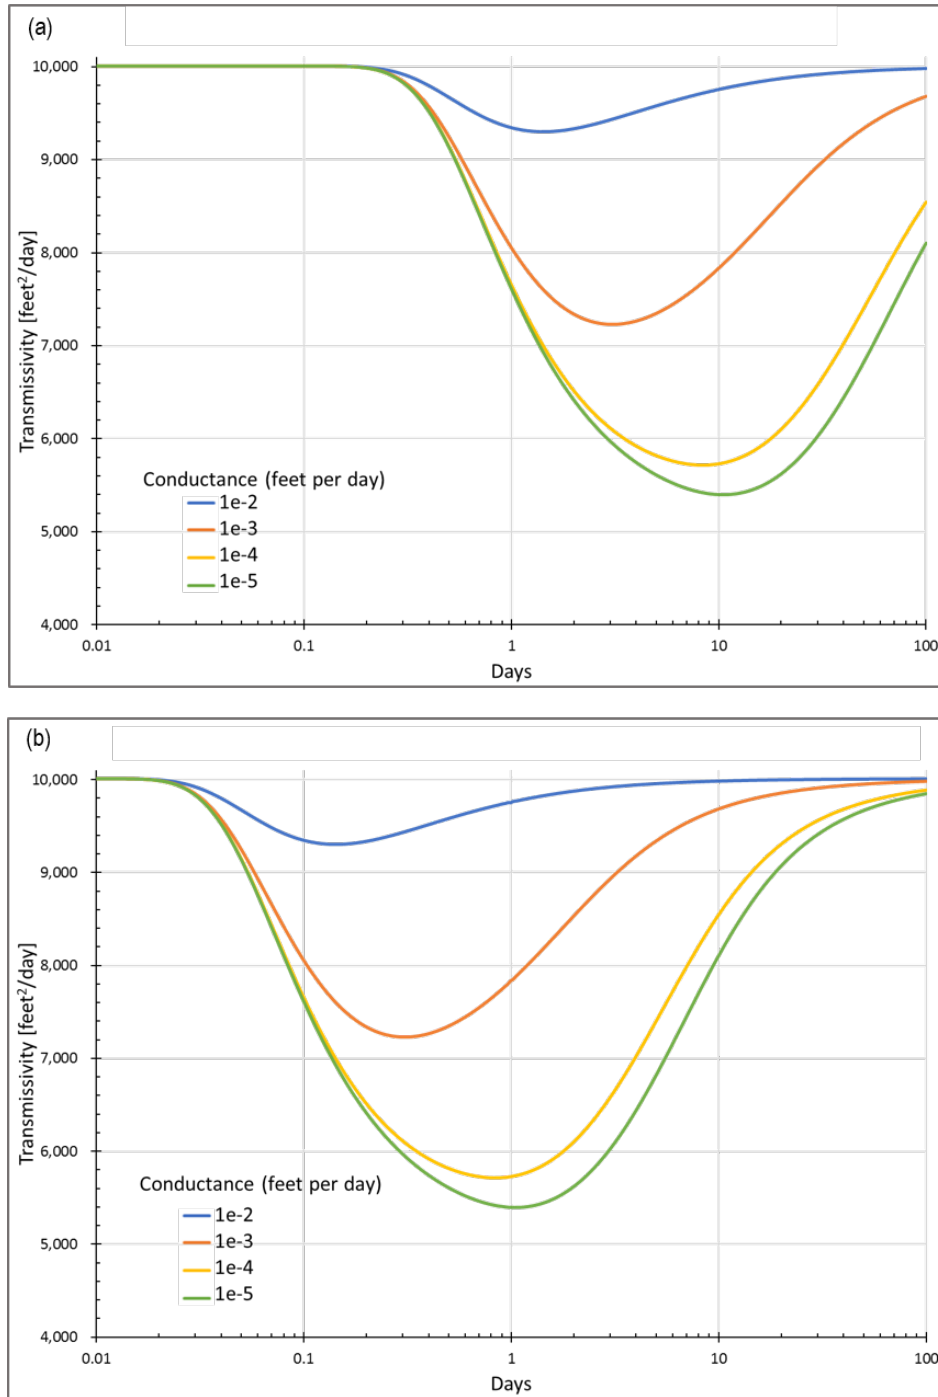 (a)
10,000
9,000
8,000
7,000
6,000
5,000
4,000
Transmissivity [feet²/day]
Conductance (feet per day)
1e-2
1e-3
1e-4
1e-5
0.01 0.1 1 10 100
Days
(b)
10,000
9,000
8,000
7,000
6,000
5,000
4,000
Transmissivity [feet²/day]
Conductance (feet per day)
1e-2
1e-3
1e-4
1e-5
0.01 0.1 1 10 100
Days